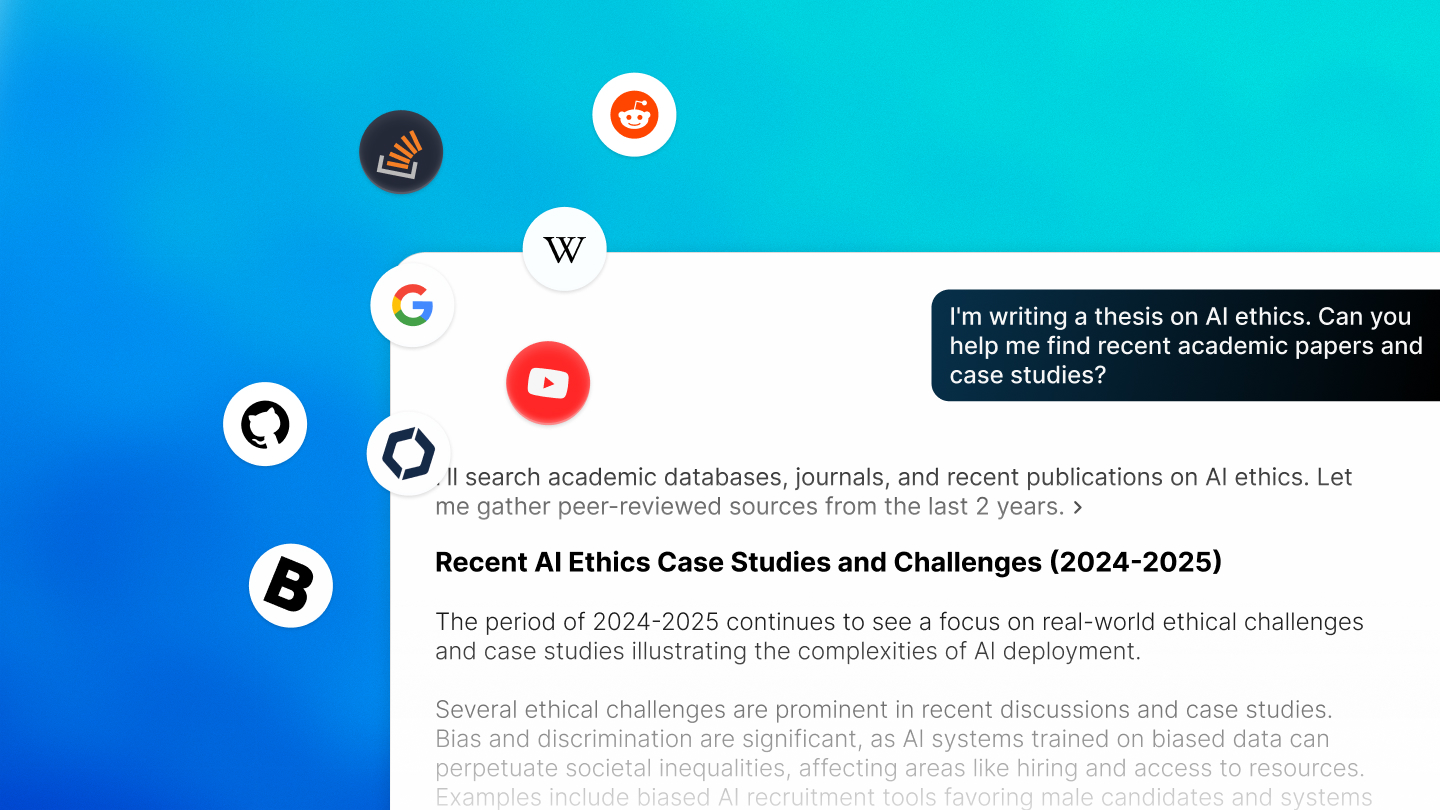 W
I'm writing a thesis on AI ethics. Can you
help me find recent academic papers and
case studies?
ll search academic databases, journals, and recent publications on AI ethics. Let
me gather peer-reviewed sources from the last 2 years. >
B
Recent AI Ethics Case Studies and Challenges (2024-2025)
The period of 2024-2025 continues to see a focus on real-world ethical challenges
and case studies illustrating the complexities of AI deployment.
Several ethical challenges are prominent in recent discussions and case studies.
Bias and discrimination are significant, as AI systems trained on biased data can
perpetuate societal inequalities, affecting areas like hiring and access to resources.
Examples include biased AI recruitment tools favoring male candidates and systems